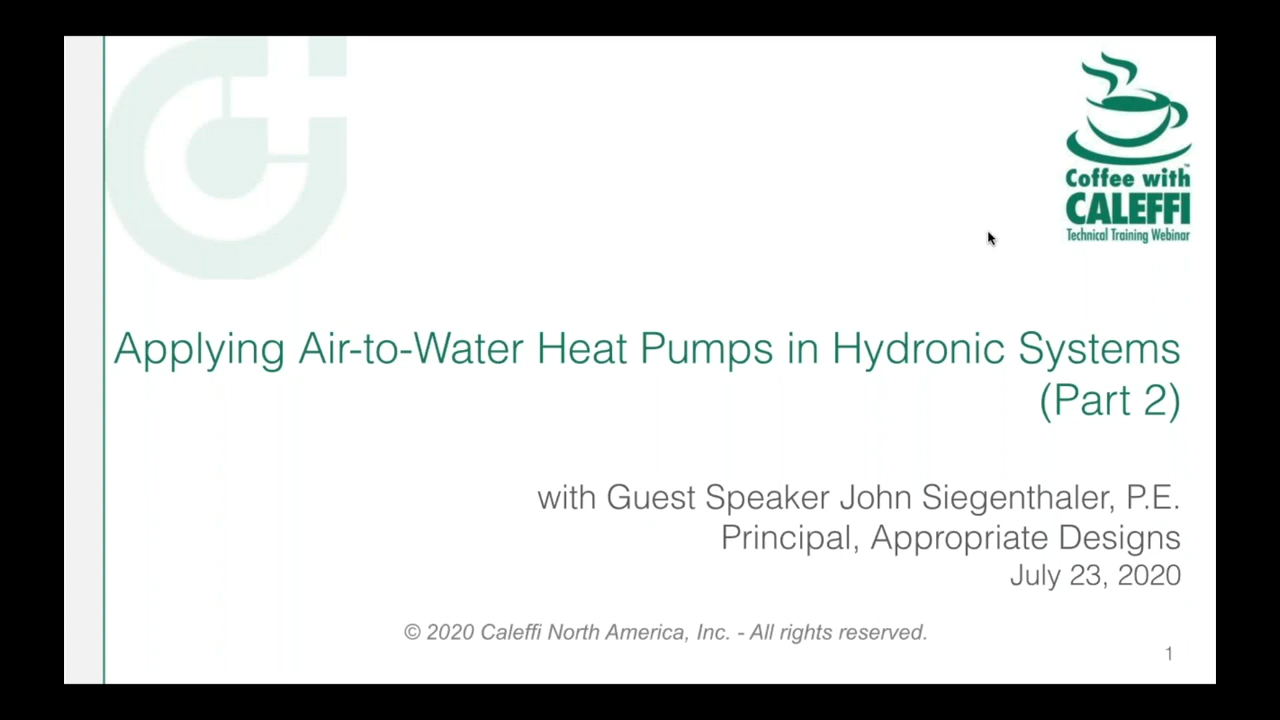 Coffee with
CALEFFI
™
Technical Training Webinar
Applying Air-to-Water Heat Pumps in Hydronic Systems
(Part 2)
with Guest Speaker John Siegenthaler, P.E.
Principal, Appropriate Designs
July 23, 2020
© 2020 Caleffi North America, Inc. - All rights reserved.
1